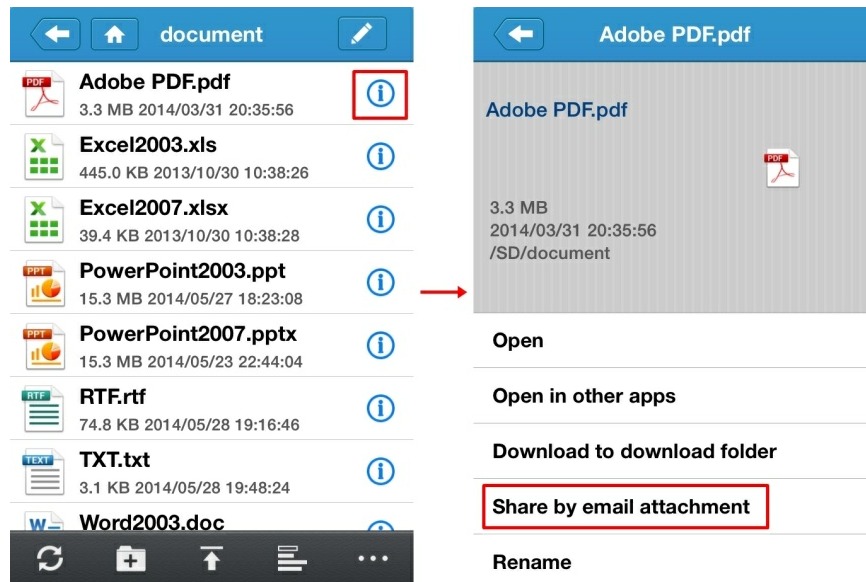 document
PDF
Adobe PDF.pdf
3.3 MB 2014/03/31 20:35:56
X
Excel2003.xls
445.0 KB 2013/10/30 10:38:26
X
Excel2007.xlsx
39.4 KB 2013/10/30 10:38:28
PPT
PowerPoint2003.ppt
15.3 MB 2014/05/27 18:23:08
PPT
PowerPoint2007.pptx
15.3 MB 2014/05/23 22:44:04
RTF
RTF.rtf
74.8 KB 2014/05/28 19:16:46
TEXT
TXT.txt
3.1 KB 2014/05/28 19:48:24
W
Word2003.doc
Adobe PDF.pdf
Adobe PDF.pdf
PDF
3.3 MB
2014/03/31 20:35:56
/SD/document
Open
Open in other apps
Download to download folder
Share by email attachment
Rename